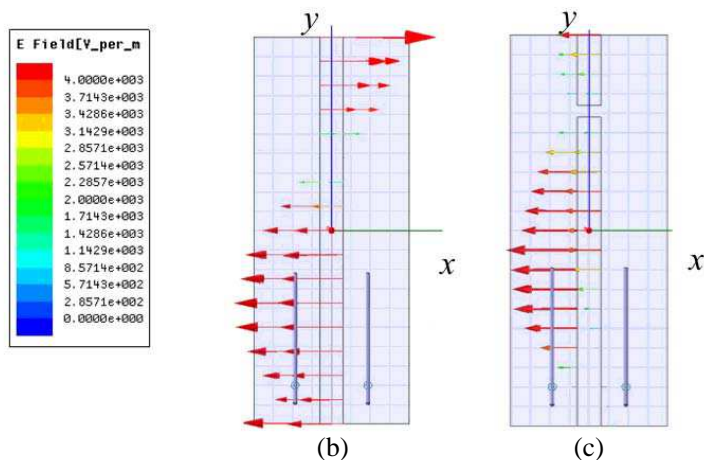 E Field[V_per_m
4.0000e+003
3.7143e+003
3.4286e+003
3.1429e+003
2.8571e+003
2.5714e+003
2.2857e+003
2.0000e+003
1.7143e+003
1.4286e+003
1.1429e+003
8.5714e+002
5.7143e+002
2.8571e+002
0.0000e+000
y
x
(b)
y
x
(c)